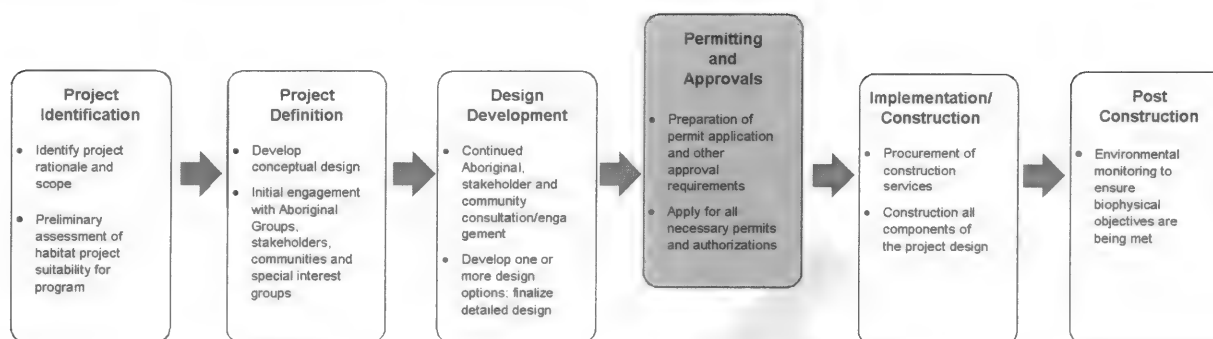 Project
Identification
• Identify project
rationale and
scope
• Preliminary
assessment of
habitat project
suitability for
program
Project
Definition
• Develop
conceptual design
• Initial engagement
with Aboriginal
Groups,
stakeholders,
communities and
special interest
groups
Design
Development
• Continued
Aboriginal,
stakeholder and
community
consultation/enga
gement
• Develop one or
more design
options: finalize
detailed design
Permitting
and
Approvals
• Preparation of
permit application
and other
approval
requirements
• Apply for all
necessary permits
and authorizations
Implementation/
Construction
• Procurement of
construction
services
• Construction all
components of
the project design
Post
Construction
• Environmental
monitoring to
ensure
biophysical
objectives are
being met